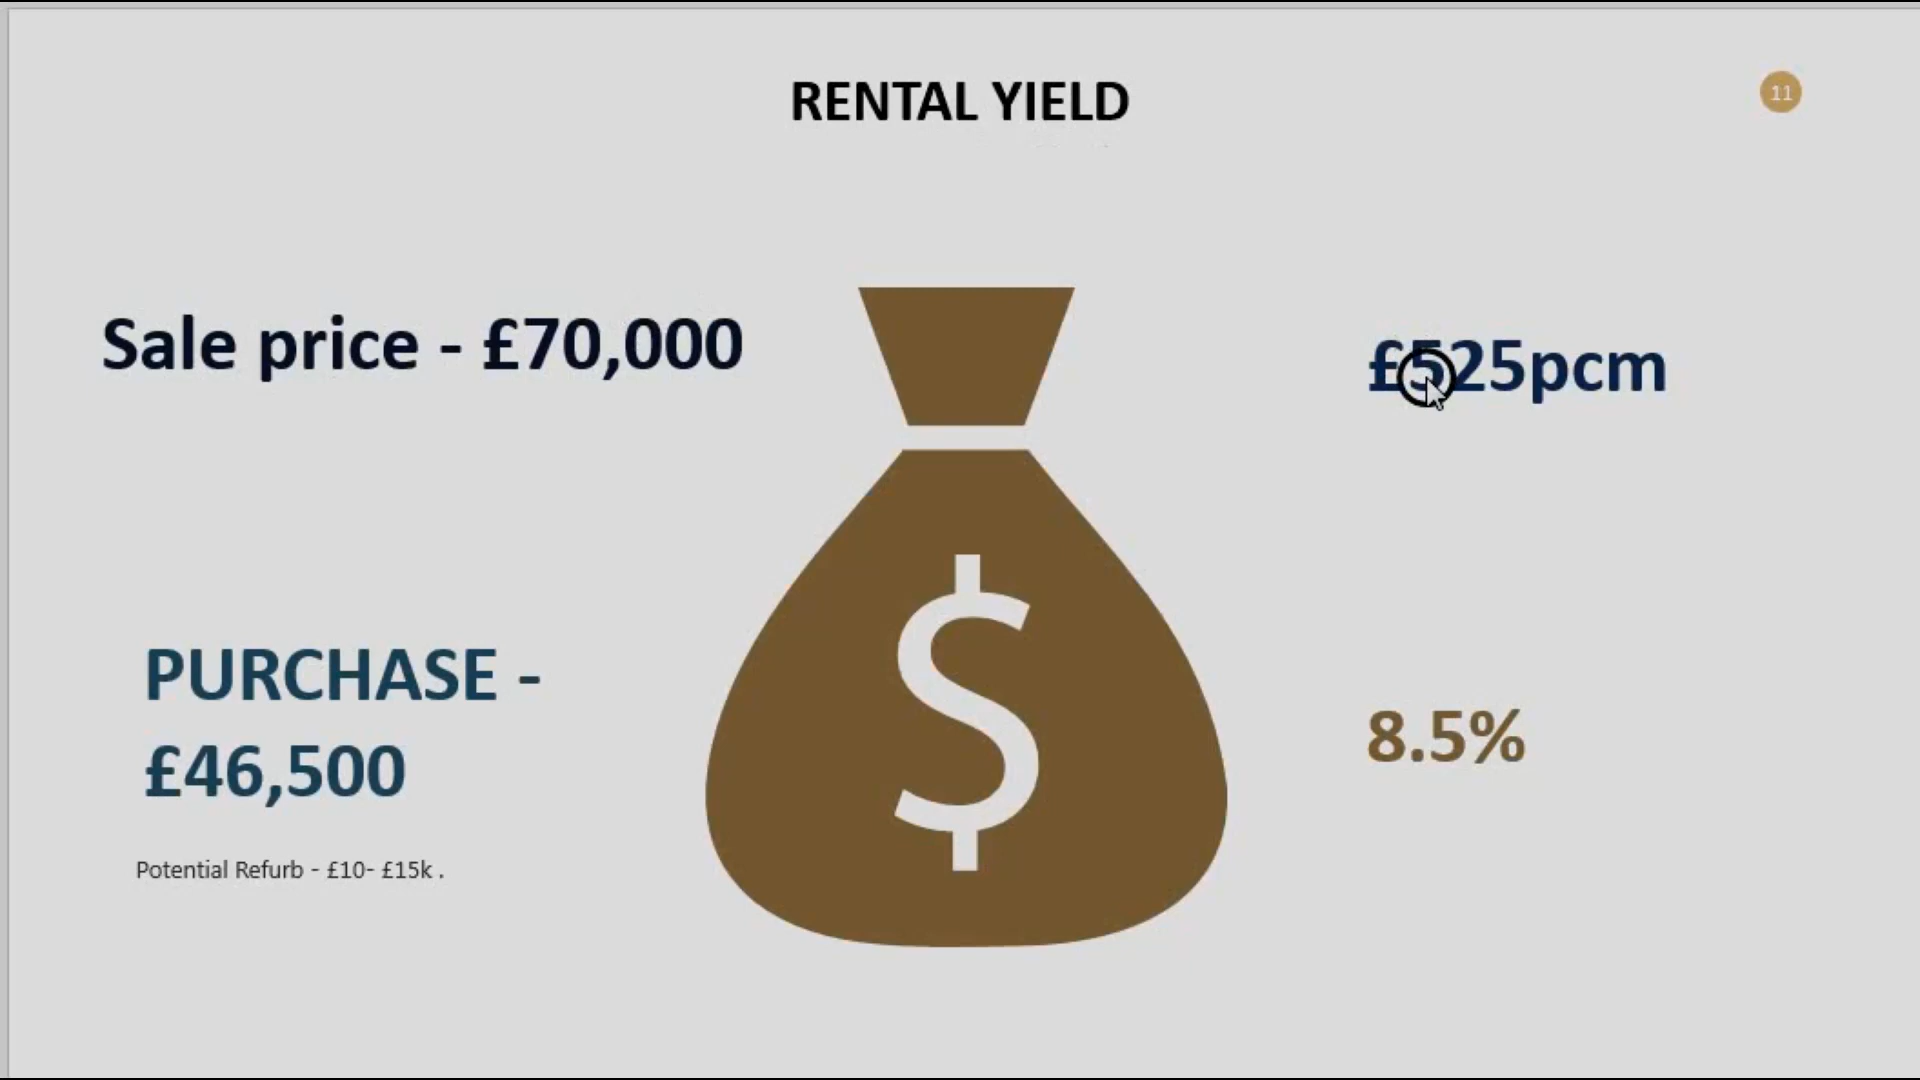 RENTAL YIELD
11
Sale price - £70,000
£525pcm
PURCHASE -
£46,500
8.5%
Potential Refurb - £10- £15k .
$